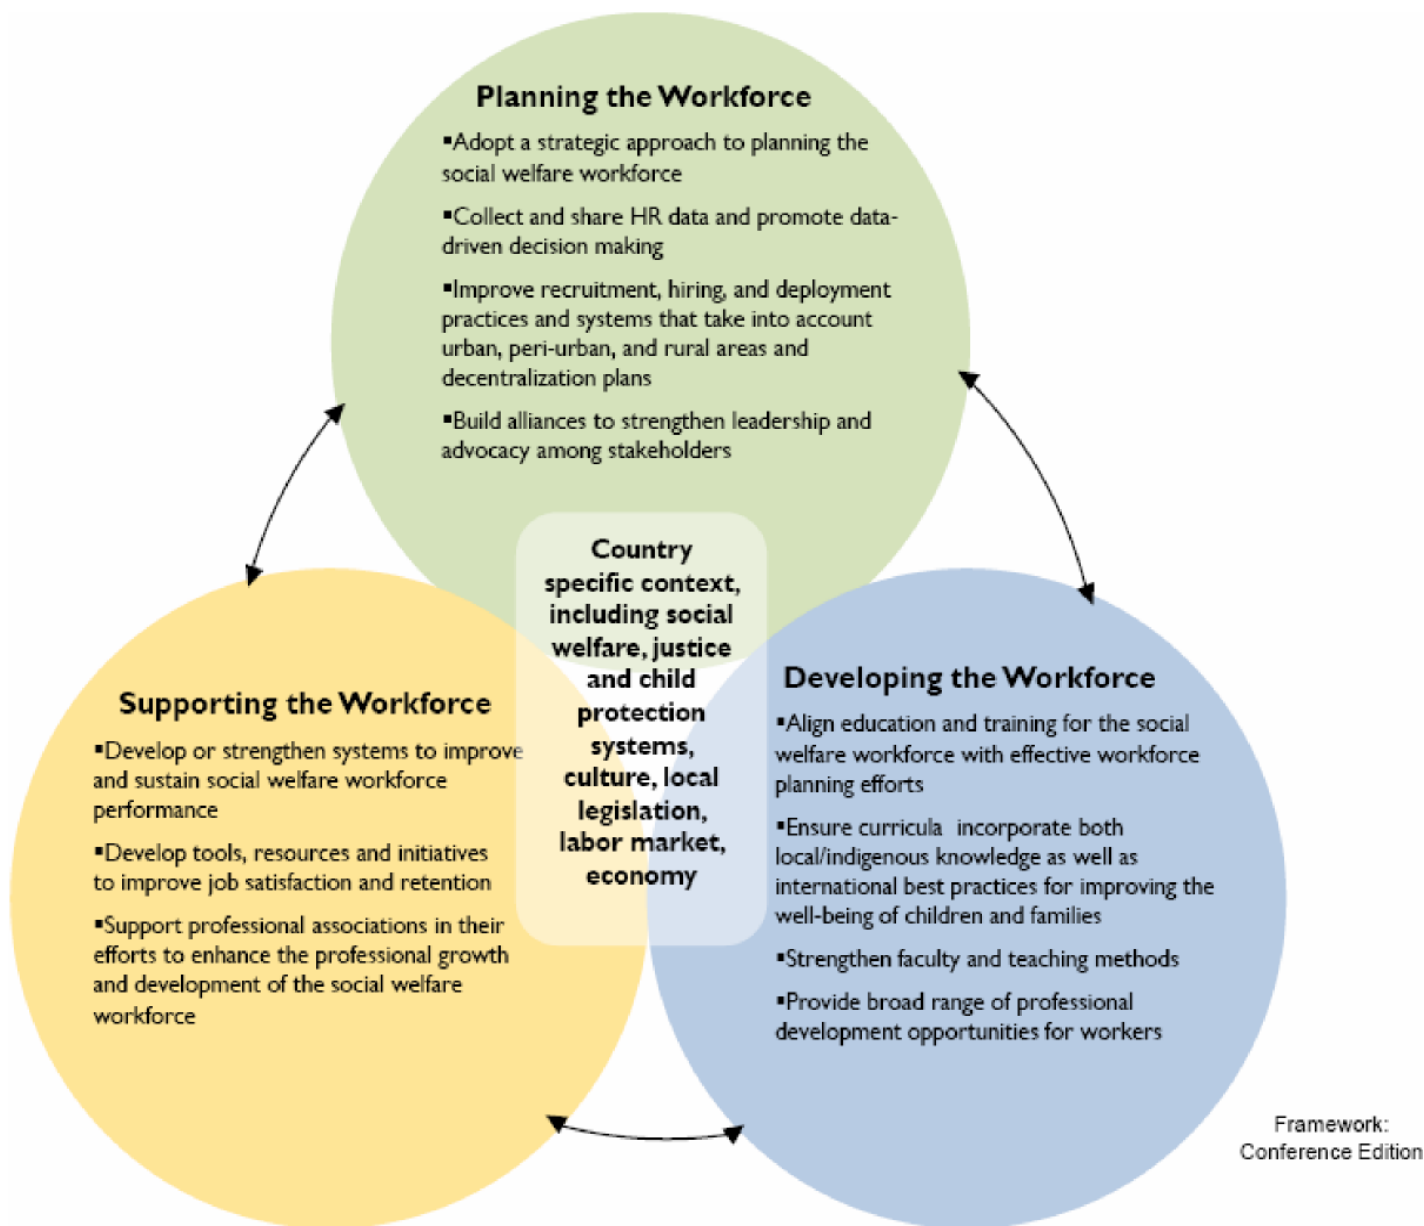 Planning the Workforce
▪Adopt a strategic approach to planning the
social welfare workforce
▪Collect and share HR data and promote data-
driven decision making
▪Improve recruitment, hiring, and deployment
practices and systems that take into account
urban, peri-urban, and rural areas and
decentralization plans
▪Build alliances to strengthen leadership and
advocacy among stakeholders
Country
specific context,
including social
welfare, justice
and child
protection
systems,
culture, local
legislation,
labor market,
economy
Supporting the Workforce
▪Develop or strengthen systems to improve
and sustain social welfare workforce
performance
▪Develop tools, resources and initiatives
to improve job satisfaction and retention
▪Support professional associations in their
efforts to enhance the professional growth
and development of the social welfare
workforce
Developing the Workforce
▪Align education and training for the social
welfare workforce with effective workforce
planning efforts
▪Ensure curricula  incorporate both
local/indigenous knowledge as well as
international best practices for improving the
well-being of children and families
▪Strengthen faculty and teaching methods
▪Provide broad range of professional
development opportunities for workers
Framework:
Conference Edition